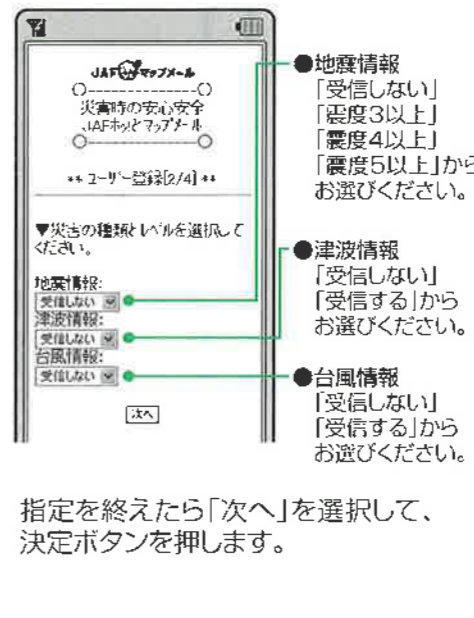 JAFホッとマップメール
○--------------○
災害時の安心安全
JAFホッとマップメール
○--------------○
** ユーザー登録[2/4] **
▼災害の種類とレベルを選択して
ください。
地震情報:
受信しない
津波情報:
受信しない
台風情報:
受信しない
次へ
●地震情報
「受信しない」
「震度3以上」
「震度4以上」
「震度5以上」から
お選びください。
●津波情報
「受信しない」
「受信する」から
お選びください。
●台風情報
「受信しない」
「受信する」から
お選びください。
指定を終えたら「次へ」を選択して、
決定ボタンを押します。